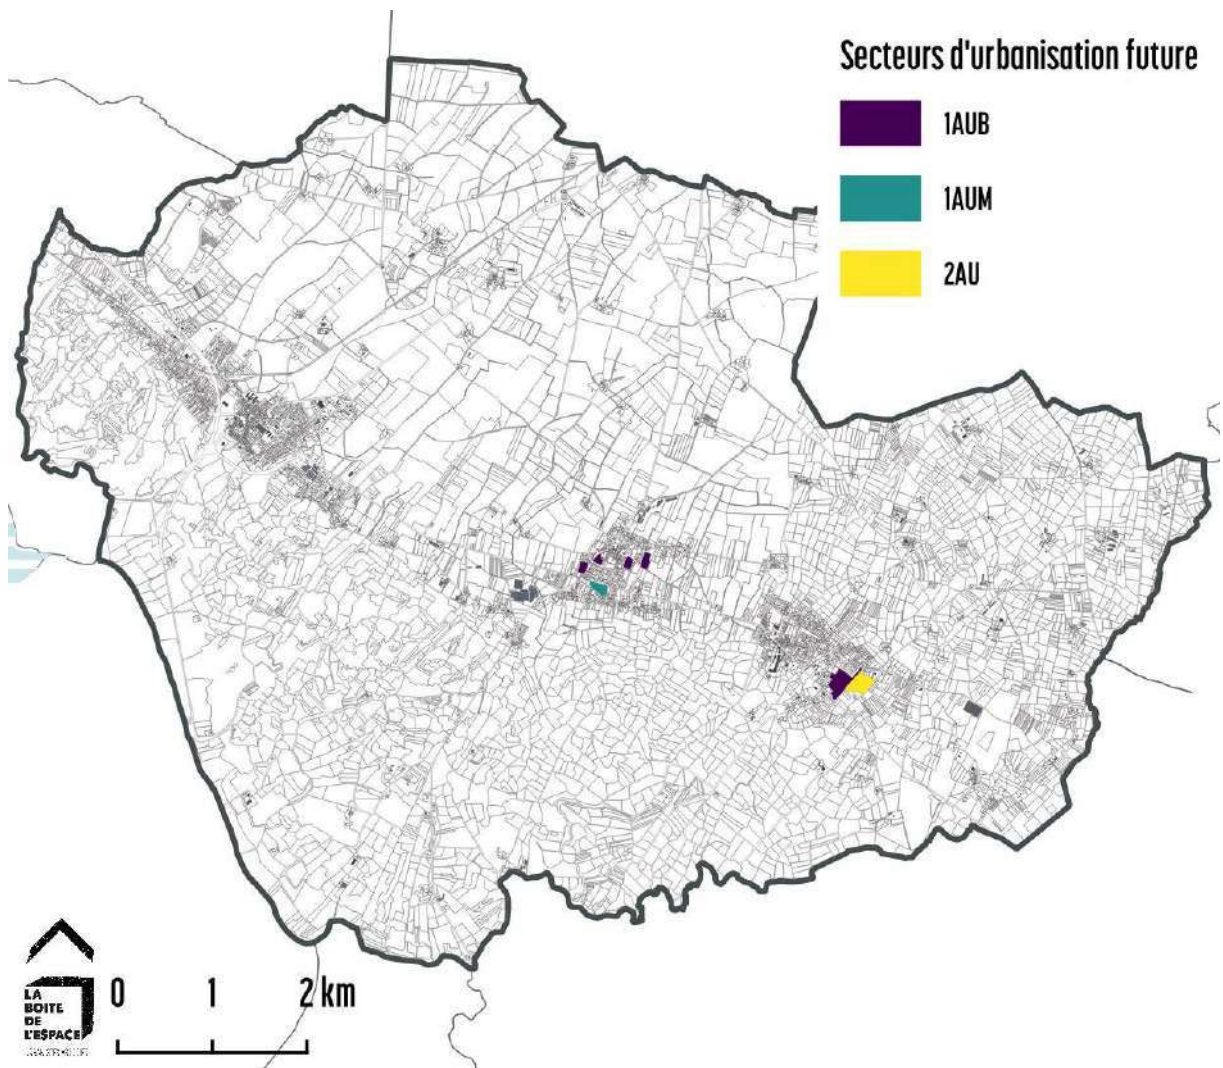 Secteurs d'urbanisation future
1AUB
1AUM
2AU
0 1 2 km
LA
BOITE
DE
L'ESPACE